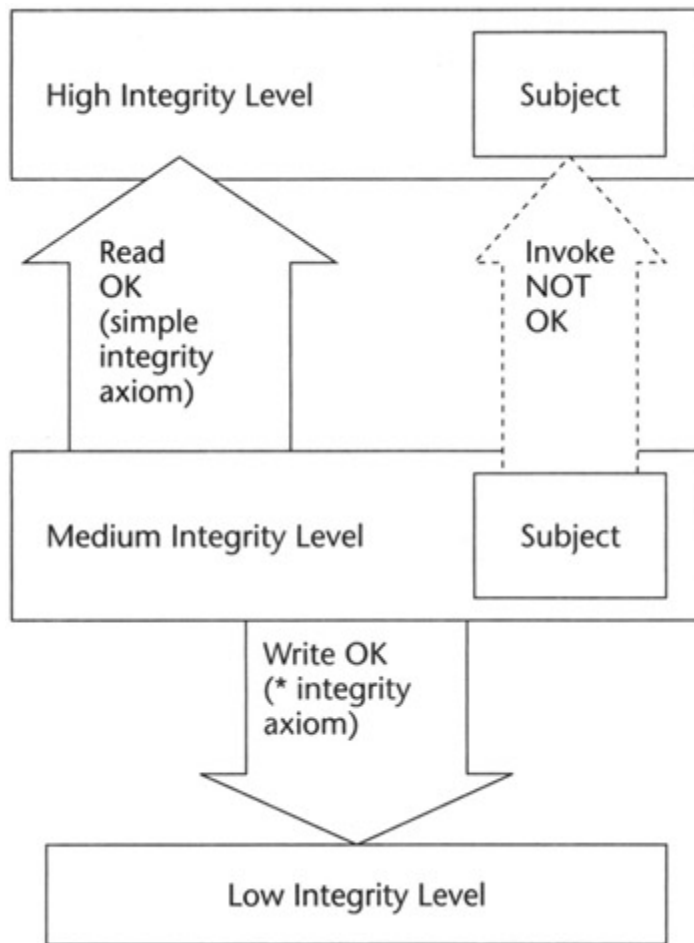 High Integrity Level
Subject
Read
OK
(simple
integrity
axiom)
Invoke
NOT
OK
Medium Integrity Level
Subject
Write OK
(* integrity
axiom)
Low Integrity Level